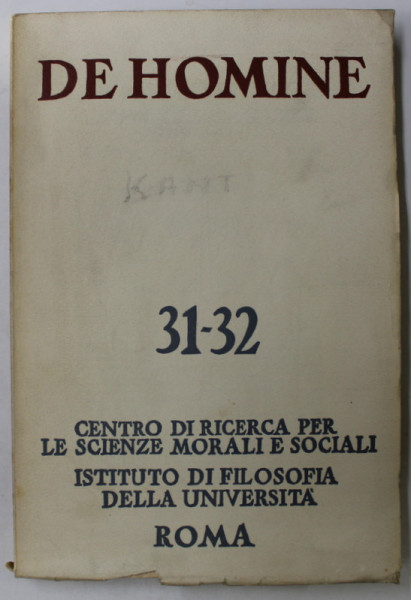 DE HOMINE
KANT
31-32
CENTRO DI RICERCA PER
LE SCIENZE MORALI E SOCIALI
ISTITUTO DI FILOSOFIA
DELLA UNIVERSITÀ
ROMA